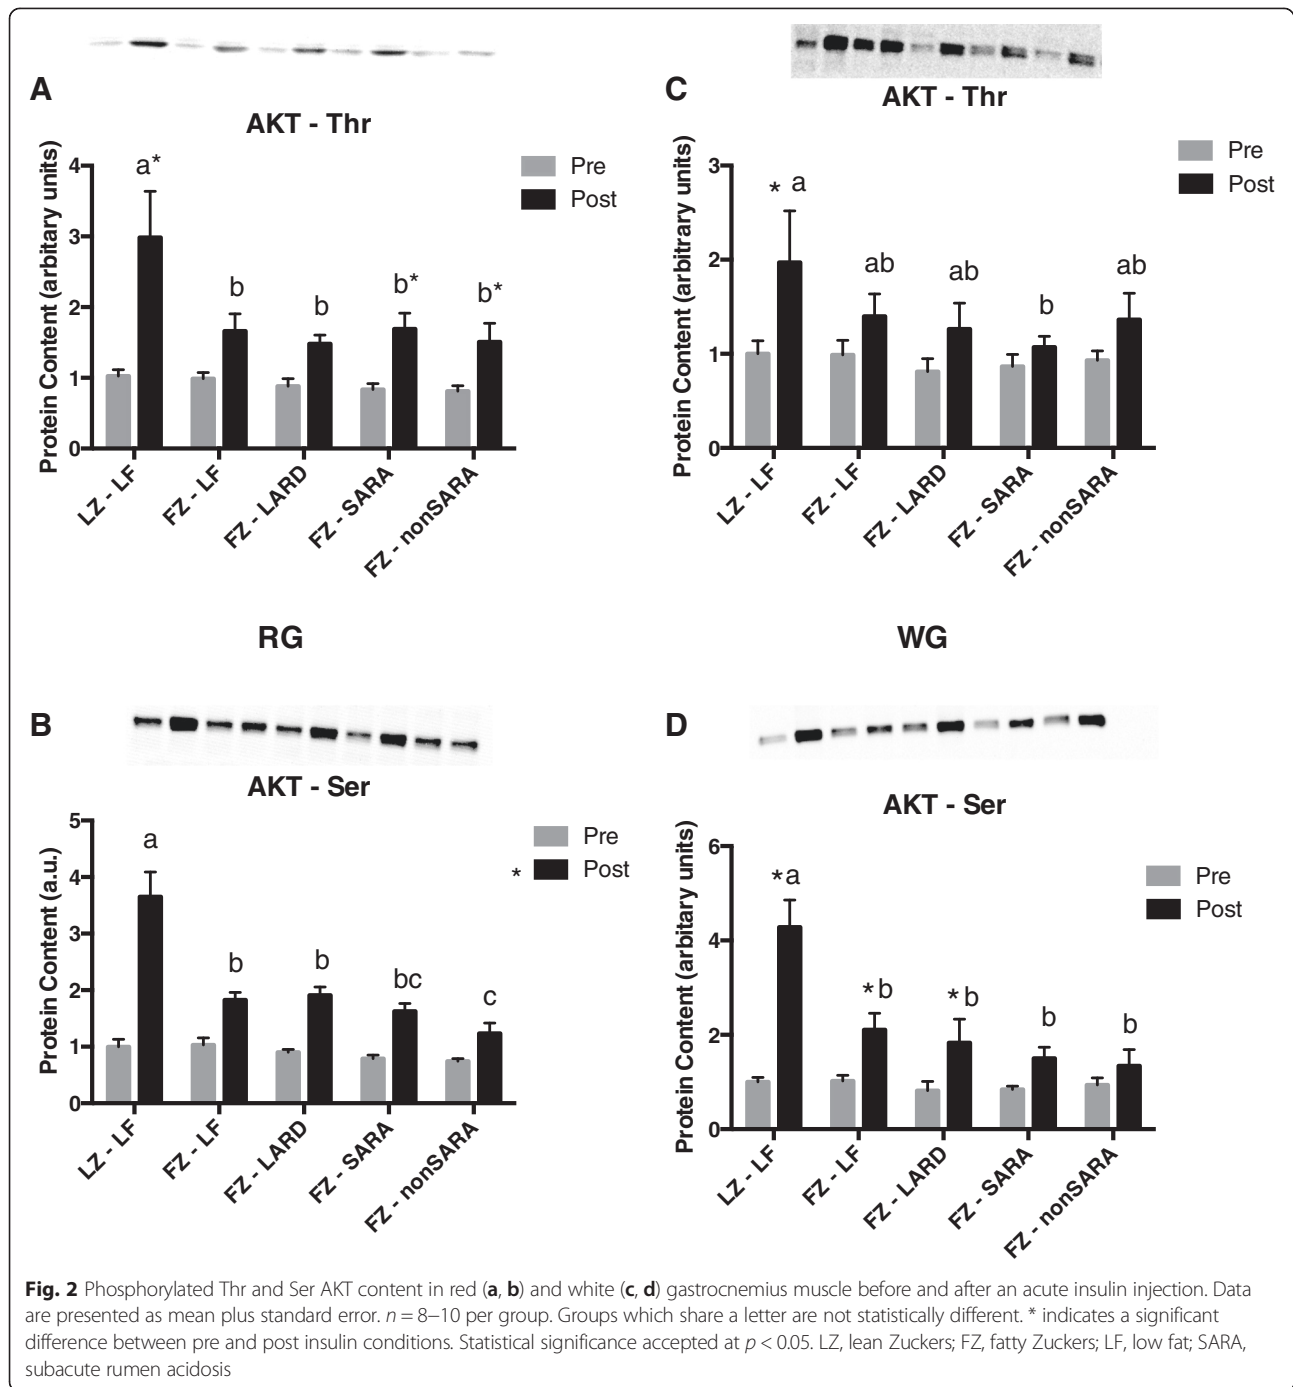 A
AKT - Thr
Protein Content (arbitary units)
4
3
2
1
0
a*
b
b
b*
b*
Pre
Post
LZ - LF
FZ - LF
FZ - LARD
FZ - SARA
FZ - nonSARA
RG
B
AKT - Ser
Protein Content (a.u.)
5
4
3
2
1
0
a
b
b
bc
c
Pre
* Post
LZ - LF
FZ - LF
FZ - LARD
FZ - SARA
FZ - nonSARA
C
AKT - Thr
Protein Content (arbitrary units)
3
2
1
0
* a
ab
ab
b
ab
Pre
Post
LZ - LF
FZ - LF
FZ - LARD
FZ - SARA
FZ - nonSARA
WG
D
AKT - Ser
Protein Content (arbitary units)
6
4
2
0
*a
*b
*b
b
b
Pre
Post
LZ - LF
FZ - LF
FZ - LARD
FZ - SARA
FZ - nonSARA
Fig. 2 Phosphorylated Thr and Ser AKT content in red (a, b) and white (c, d) gastrocnemius muscle before and after an acute insulin injection. Data
are presented as mean plus standard error. n = 8–10 per group. Groups which share a letter are not statistically different. * indicates a significant
difference between pre and post insulin conditions. Statistical significance accepted at p < 0.05. LZ, lean Zuckers; FZ, fatty Zuckers; LF, low fat; SARA,
subacute rumen acidosis